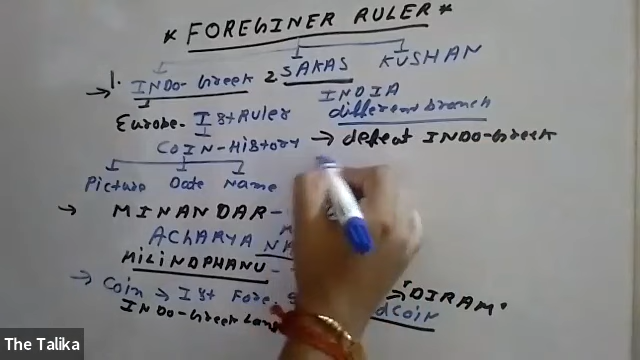 * FOREGINER RULER *
1. INDO-Greek 2 SAKAS KUSHAN
INDIA
Europe. Ist Ruler different branch
COIN-History → defeat INDO-Greek
Picture Date Name
→ MINANDAR-
ACHARYA
MILINDPHANU-
→ Coin → Ist Fore. → "DIRAM"
INDO-Greek dCoin
The Talika